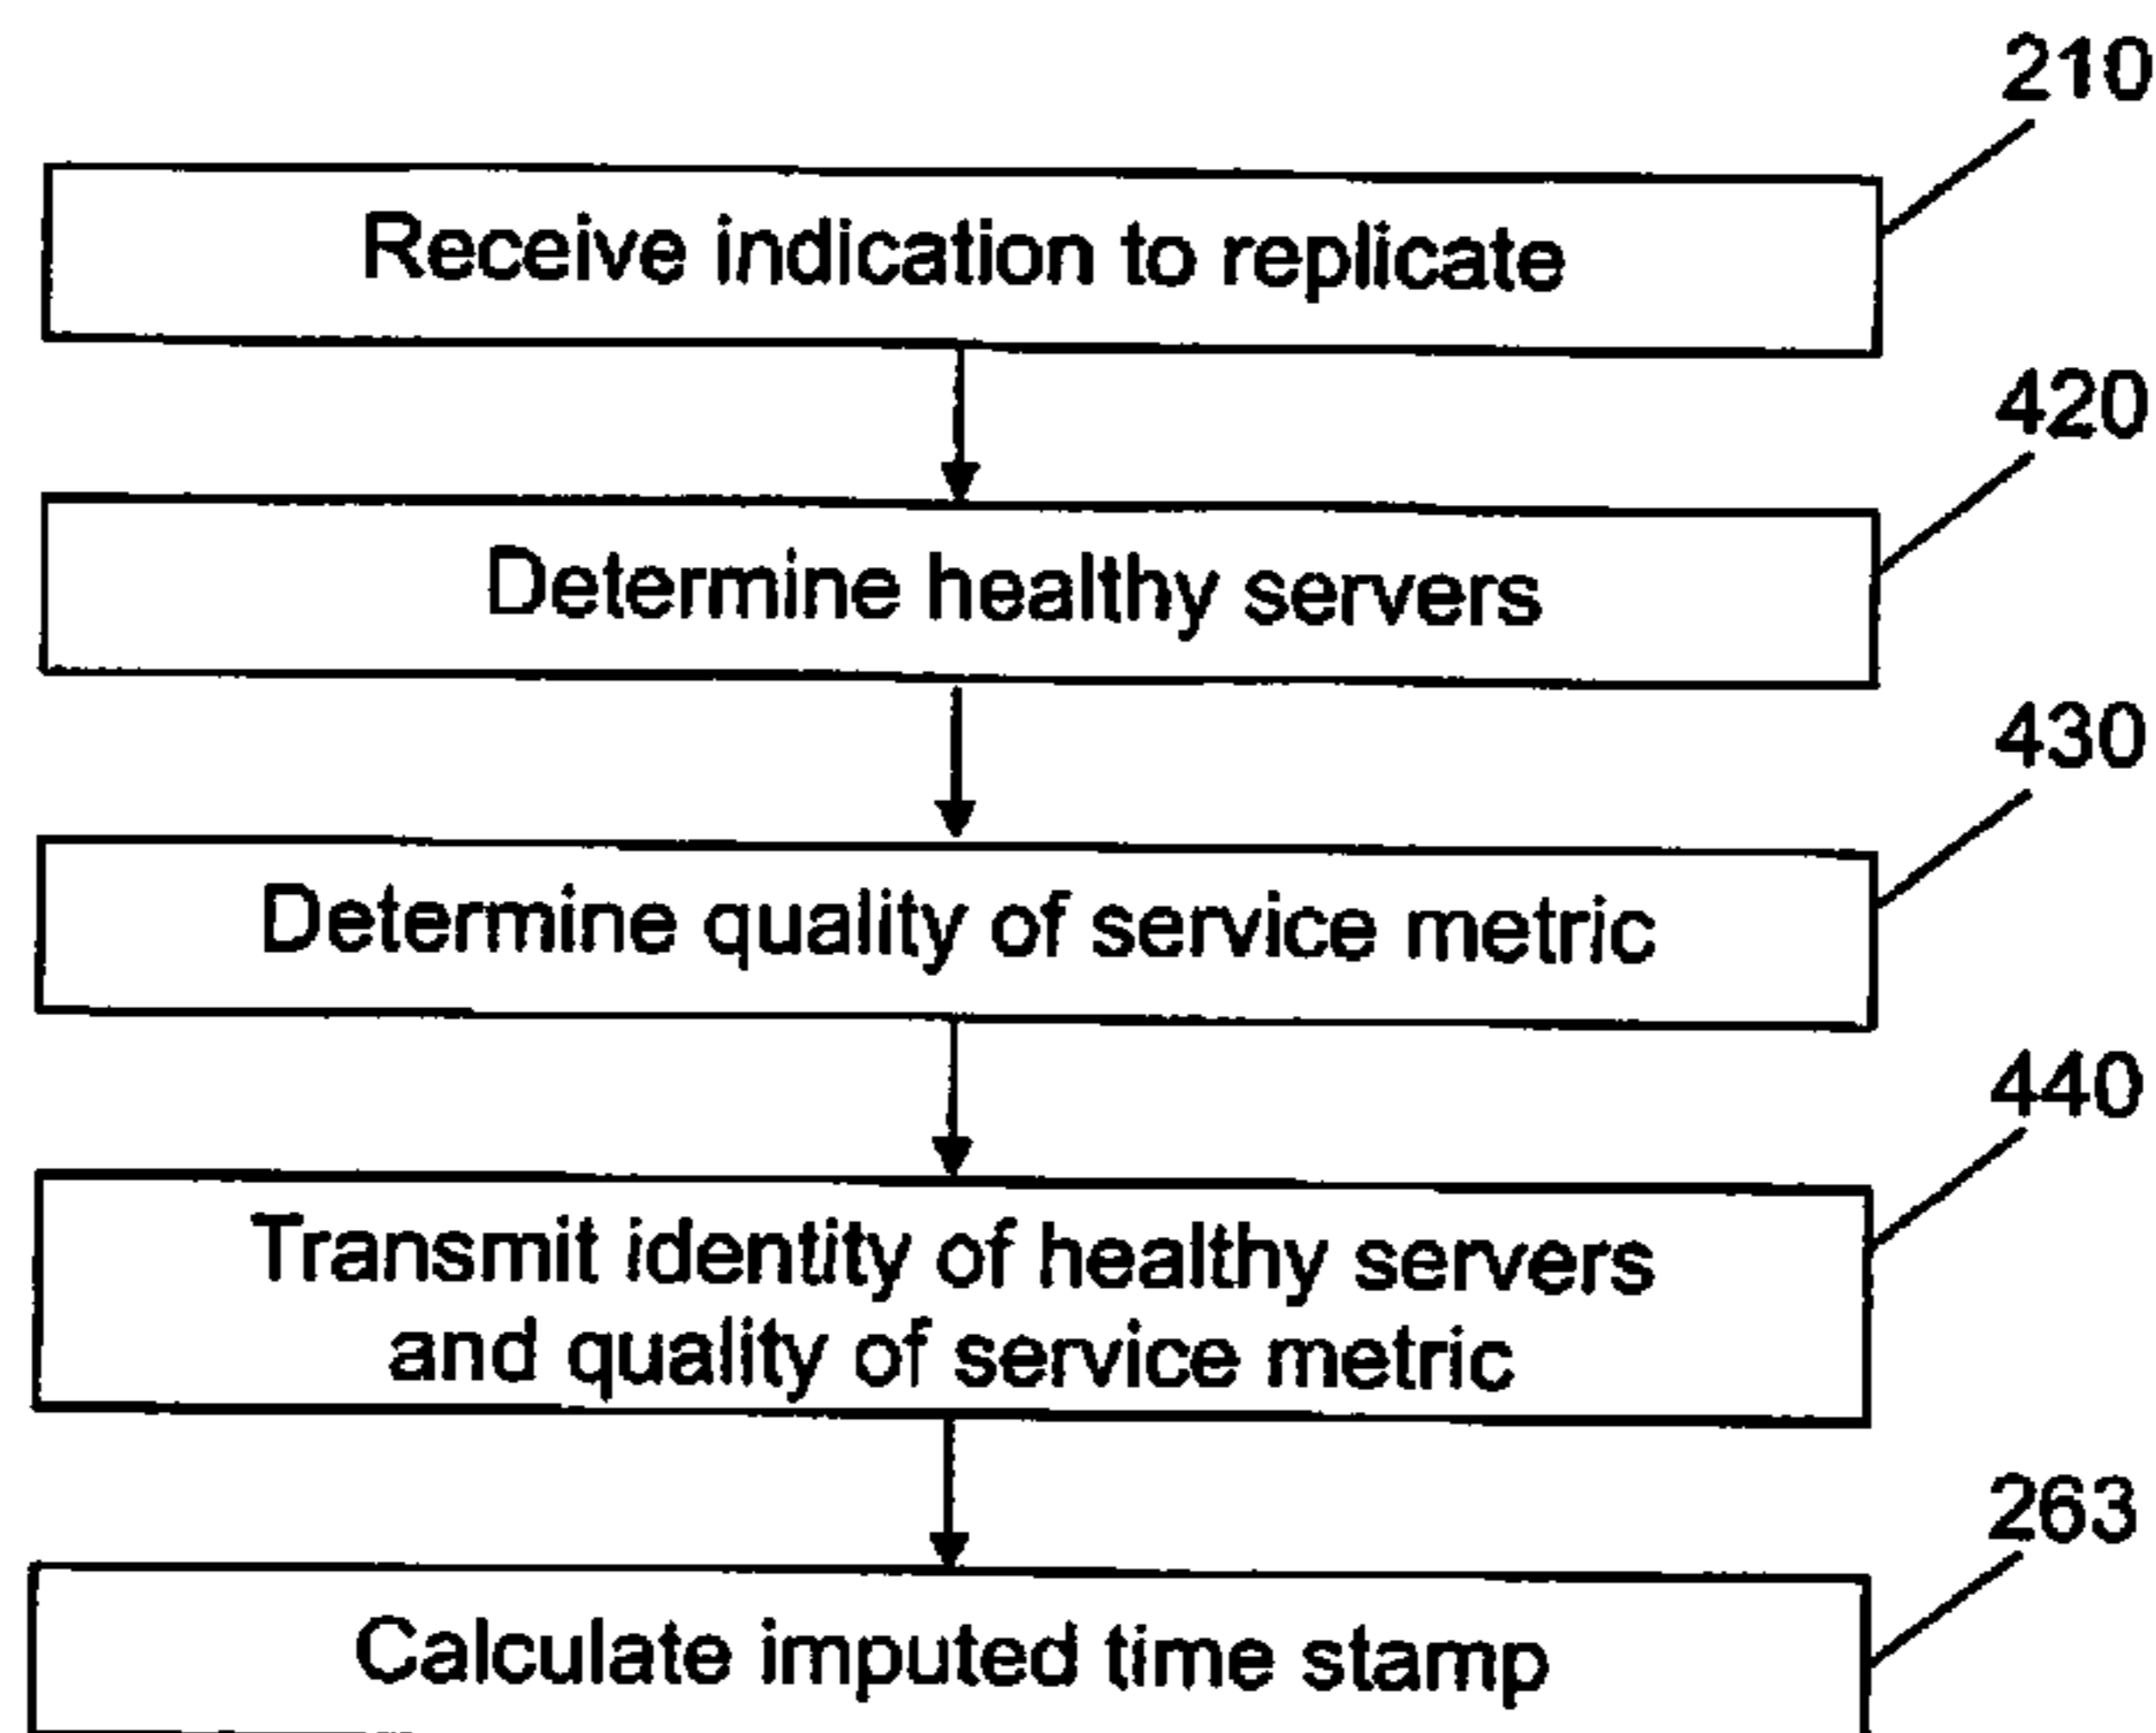 210
Receive indication to replicate
420
Determine healthy servers
430
Determine quality of service metric
440
Transmit identity of healthy servers
and quality of service metric
263
Calculate imputed time stamp